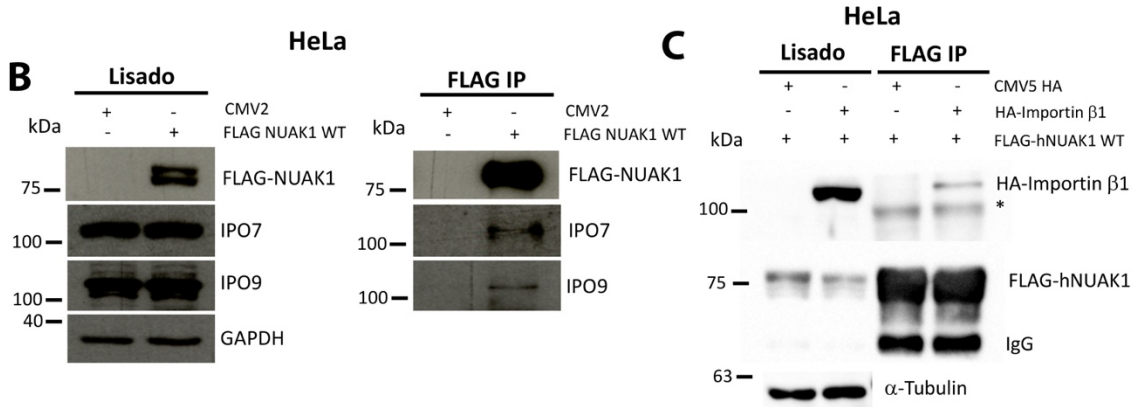 B
HeLa
Lisado
+ - CMV2
kDa - + FLAG NUAK1 WT
75 FLAG-NUAK1
100 IPO7
100 IPO9
40
GAPDH
FLAG IP
+ - CMV2
kDa - + FLAG NUAK1 WT
75 FLAG-NUAK1
100 IPO7
100 IPO9
C
HeLa
Lisado FLAG IP
+ - + - CMV5 HA
- + - + HA-Importin β1
kDa + + + + FLAG-hNUAK1 WT
HA-Importin β1
100 *
75 FLAG-hNUAK1
IgG
63 α-Tubulin